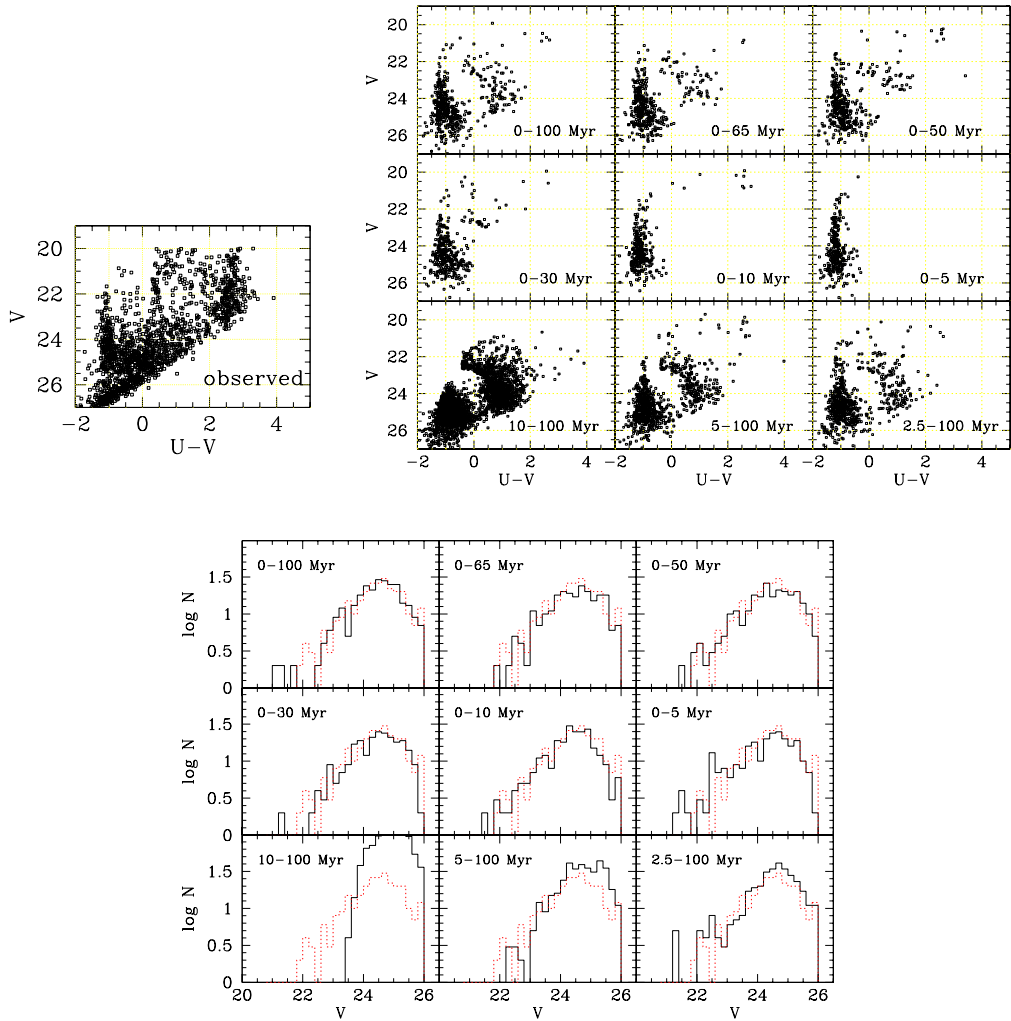 20
22
24
26
V
0−100 Myr
0−65 Myr
0−50 Myr
20
22
24
26
V
0−30 Myr
0−10 Myr
0−5 Myr
20
22
24
26
V
observed
−2
0
2
4
U−V
20
22
24
26
V
10−100 Myr
5−100 Myr
2.5−100 Myr
−2 0 2 4 −2 0 2 4 −2 0 2 4
U−V U−V U−V
0−100 Myr
0−65 Myr
0−50 Myr
1.5
1
0.5
0
log N
0−30 Myr
0−10 Myr
0−5 Myr
1.5
1
0.5
0
log N
10−100 Myr
5−100 Myr
2.5−100 Myr
1.5
1
0.5
0
log N
20 22 24 26 22 24 26 22 24 26
V V V